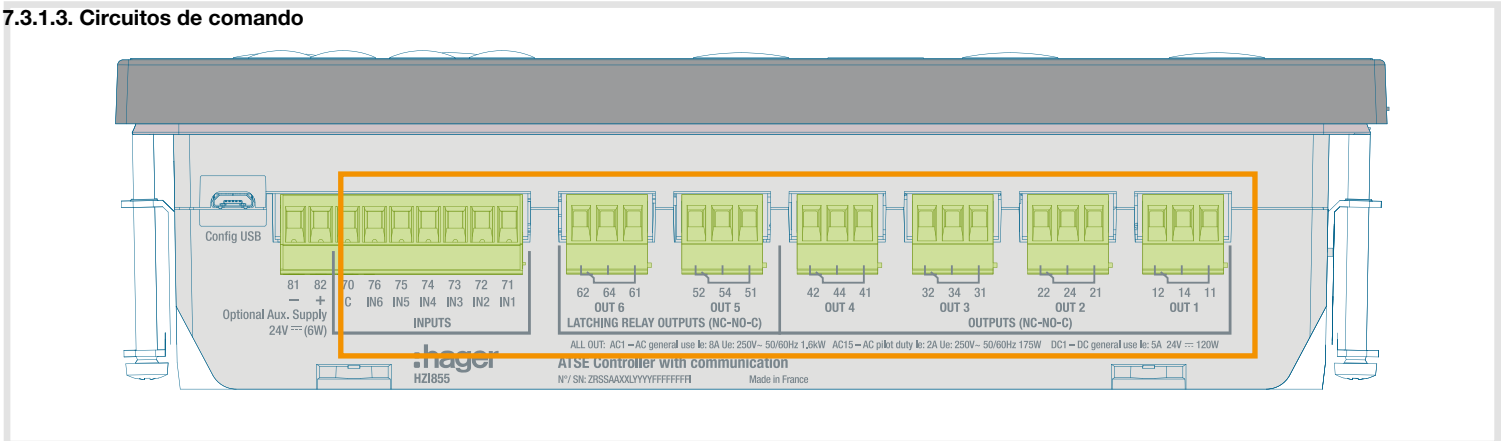 7.3.1.3. Circuitos de comando
Config USB
81 82 70 76 75 74 73 72 71
− + C IN6 IN5 IN4 IN3 IN2 IN1
Optional Aux. Supply
24V ⎓ (6W)
INPUTS
62 64 61 52 54 51 42 44 41 32 34 31 22 24 21 12 14 11
OUT 6 OUT 5 OUT 4 OUT 3 OUT 2 OUT 1
LATCHING RELAY OUTPUTS (NC-NO-C) OUTPUTS (NC-NO-C)
ALL OUT: AC1 – AC general use Ie: 8A Ue: 250V~ 50/60Hz 1,6kW AC15 – AC pilot duty Ie: 2A Ue: 250V~ 50/60Hz 175W DC1 – DC general use Ie: 5A 24V ⎓ 120W
:hager
HZI855
ATSE Controller with communication
N°/ SN: Made in France